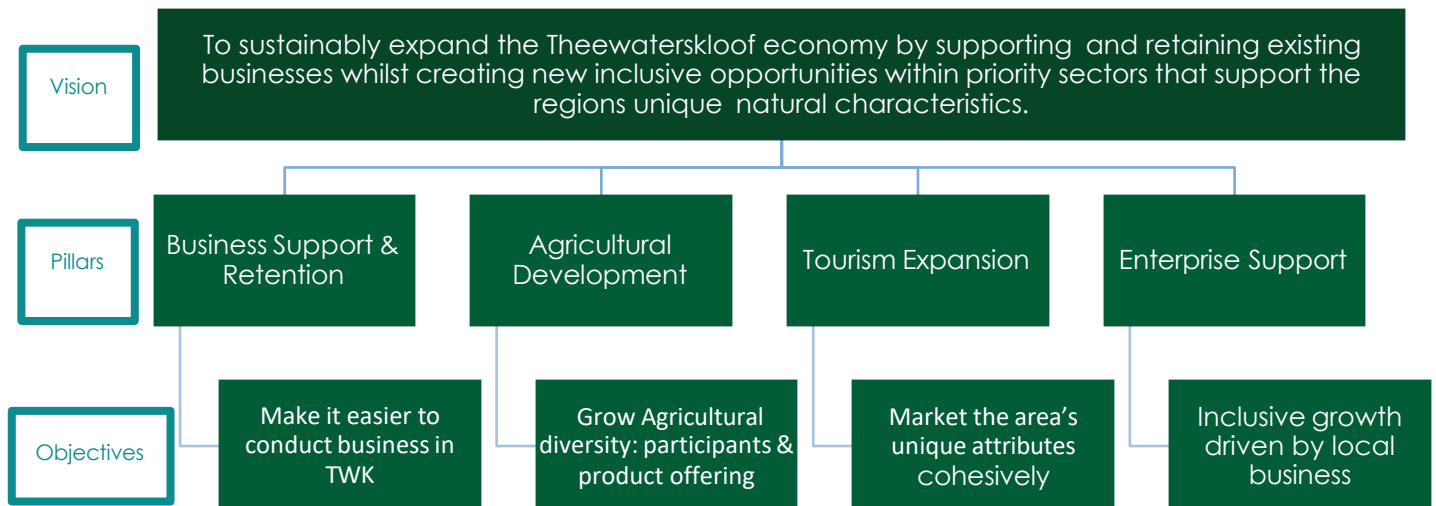 Vision
To sustainably expand the Theewaterskloof economy by supporting and retaining existing
businesses whilst creating new inclusive opportunities within priority sectors that support the
regions unique natural characteristics.
Pillars
Business Support &
Retention
Agricultural
Development
Tourism Expansion
Enterprise Support
Objectives
Make it easier to
conduct business in
TWK
Grow Agricultural
diversity: participants &
product offering
Market the area’s
unique attributes
cohesively
Inclusive growth
driven by local
business